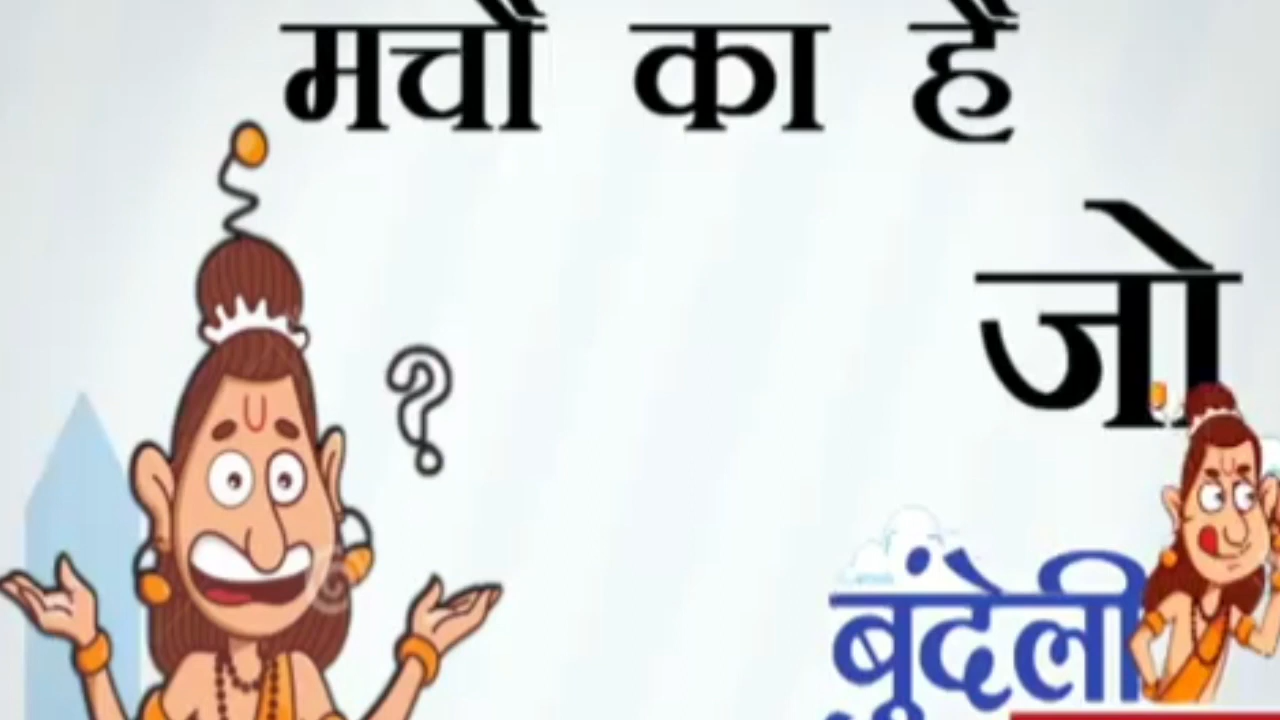 मचौ का है
जो
?
बुंदेली